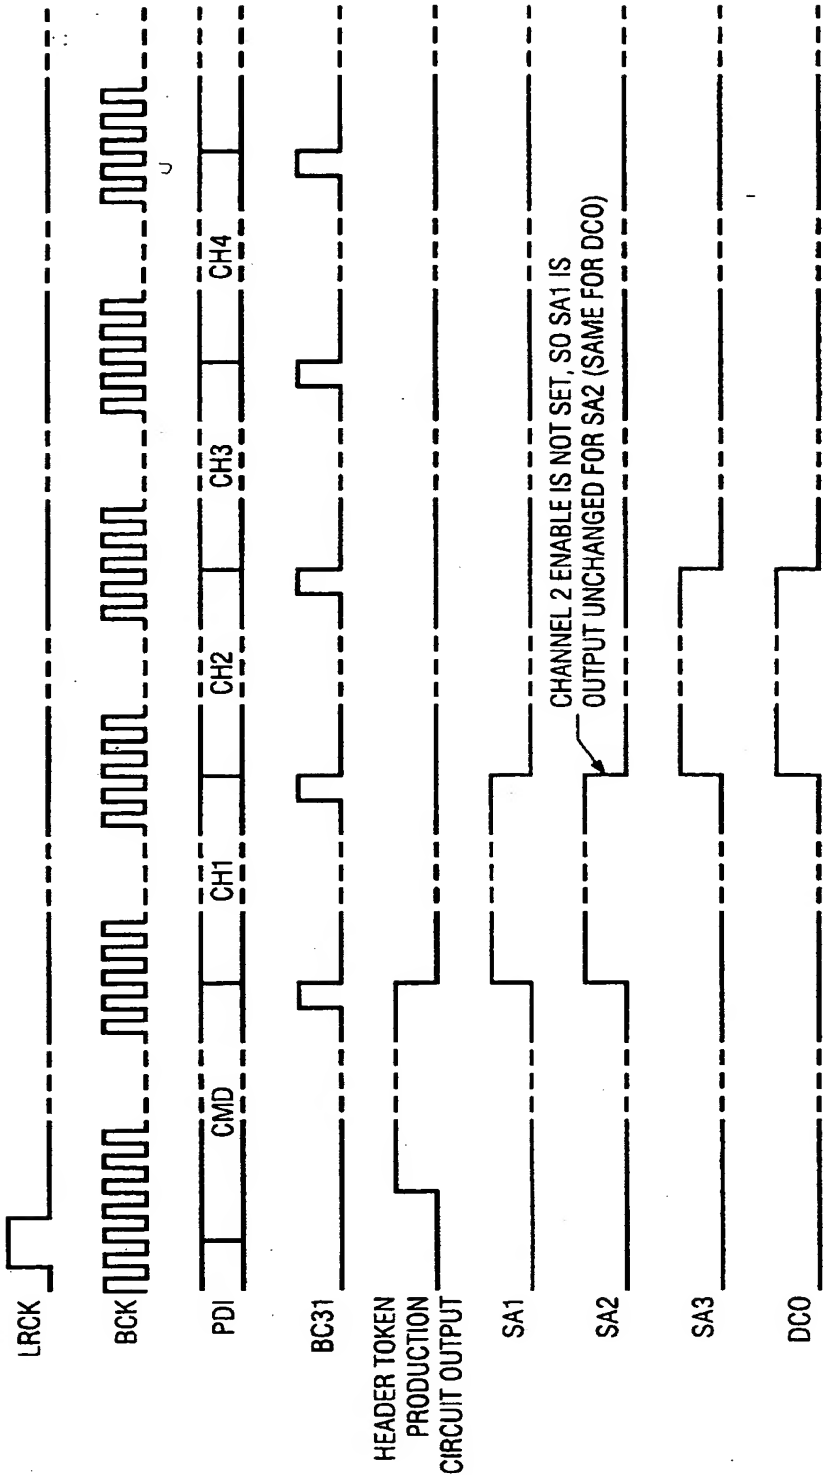 LRCK
BCK
PDI
CMD
CH1
CH2
CH3
CH4
BC31
HEADER TOKEN
PRODUCTION
CIRCUIT OUTPUT
SA1
SA2
CHANNEL 2 ENABLE IS NOT SET, SO SA1 IS
OUTPUT UNCHANGED FOR SA2 (SAME FOR DCO)
SA3
DCO